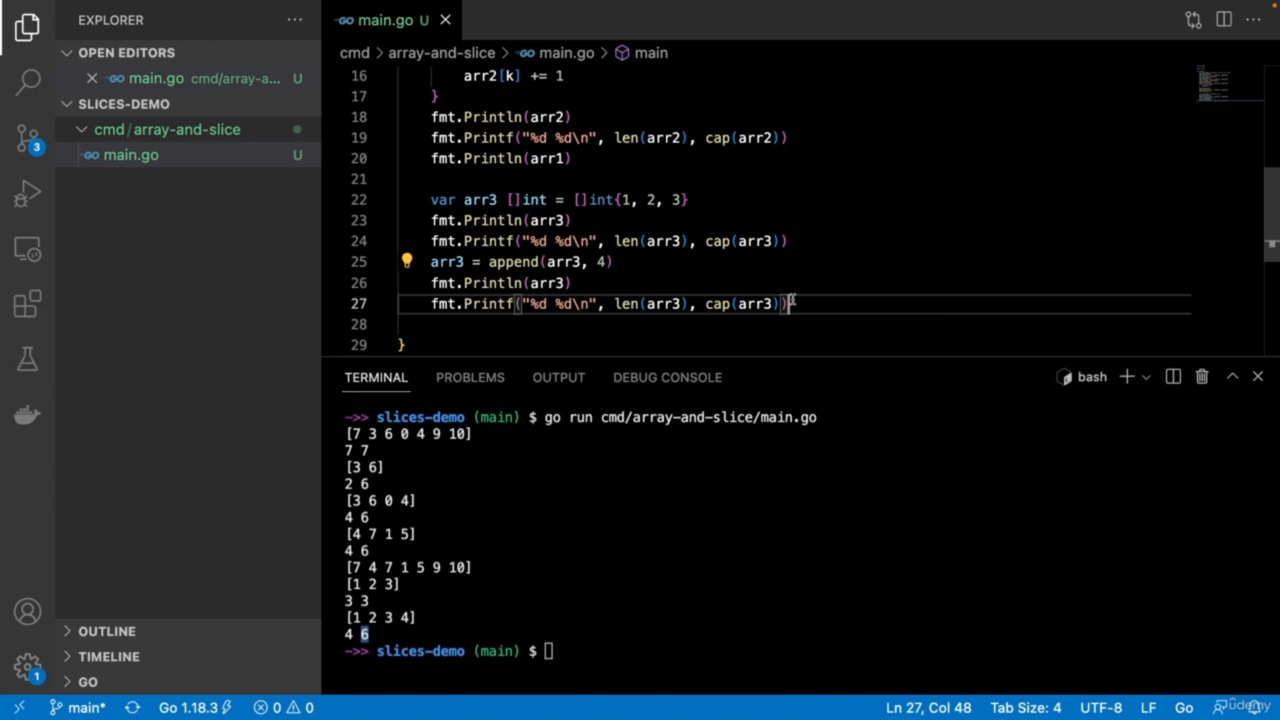 EXPLORER
main.go U
OPEN EDITORS
main.go cmd/array-a... U
SLICES-DEMO
cmd / array-and-slice
main.go U
cmd > array-and-slice > main.go > main
16 arr2[k] += 1
17 }
18 fmt.Println(arr2)
19 fmt.Printf("%d %d\n", len(arr2), cap(arr2))
20 fmt.Println(arr1)
21
22 var arr3 []int = []int{1, 2, 3}
23 fmt.Println(arr3)
24 fmt.Printf("%d %d\n", len(arr3), cap(arr3))
25 arr3 = append(arr3, 4)
26 fmt.Println(arr3)
27 fmt.Printf("%d %d\n", len(arr3), cap(arr3))
28
29 }
TERMINAL PROBLEMS OUTPUT DEBUG CONSOLE
bash
->> slices-demo (main) $ go run cmd/array-and-slice/main.go
[7 3 6 0 4 9 10]
7 7
[3 6]
2 6
[3 6 0 4]
4 6
[4 7 1 5]
4 6
[7 4 7 1 5 9 10]
[1 2 3]
3 3
[1 2 3 4]
4 6
->> slices-demo (main) $
OUTLINE
TIMELINE
GO
3
1
main* Go 1.18.3 0 0 Ln 27, Col 48 Tab Size: 4 UTF-8 LF Go
ûdemy